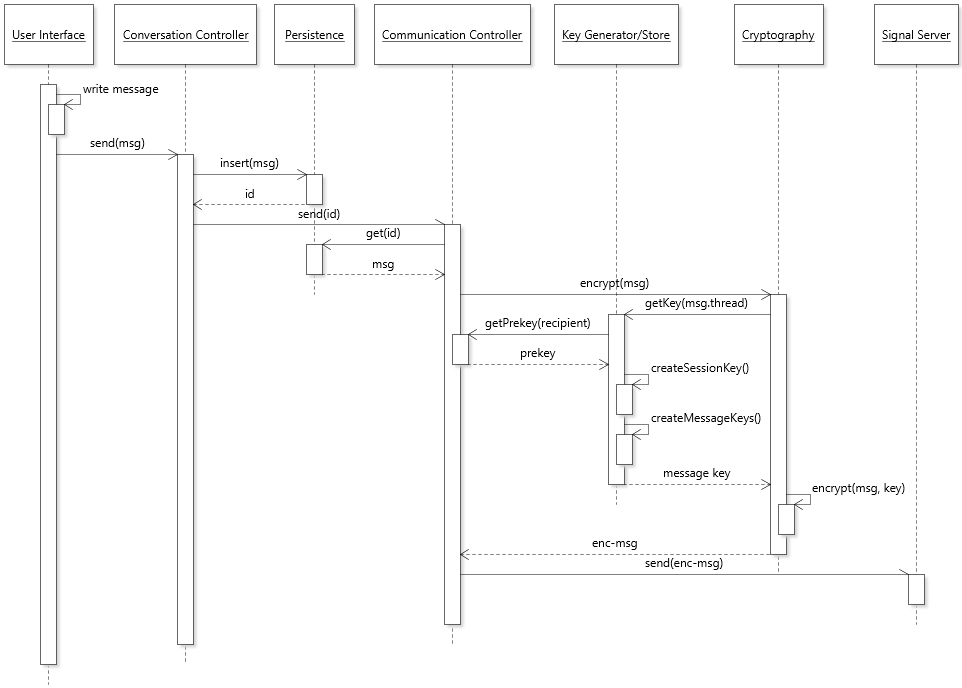 User Interface
Conversation Controller
Persistence
Communication Controller
Key Generator/Store
Cryptography
Signal Server
write message
send(msg)
insert(msg)
id
send(id)
get(id)
msg
encrypt(msg)
getKey(msg.thread)
getPrekey(recipient)
prekey
createSessionKey()
createMessageKeys()
message key
encrypt(msg, key)
enc-msg
send(enc-msg)